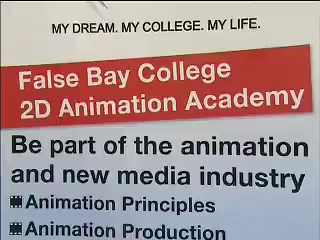 MY DREAM. MY COLLEGE. MY LIFE.
False Bay College
2D Animation Academy
Be part of the animation
and new media industry
Animation Principles
Animation Production